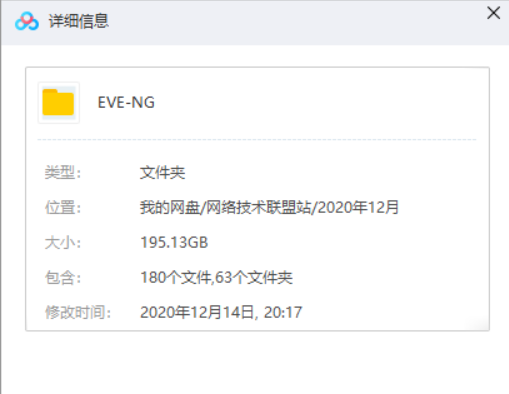 详细信息
EVE-NG
类型： 文件夹
位置： 我的网盘/网络技术联盟站/2020年12月
大小： 195.13GB
包含： 180个文件,63个文件夹
修改时间： 2020年12月14日, 20:17